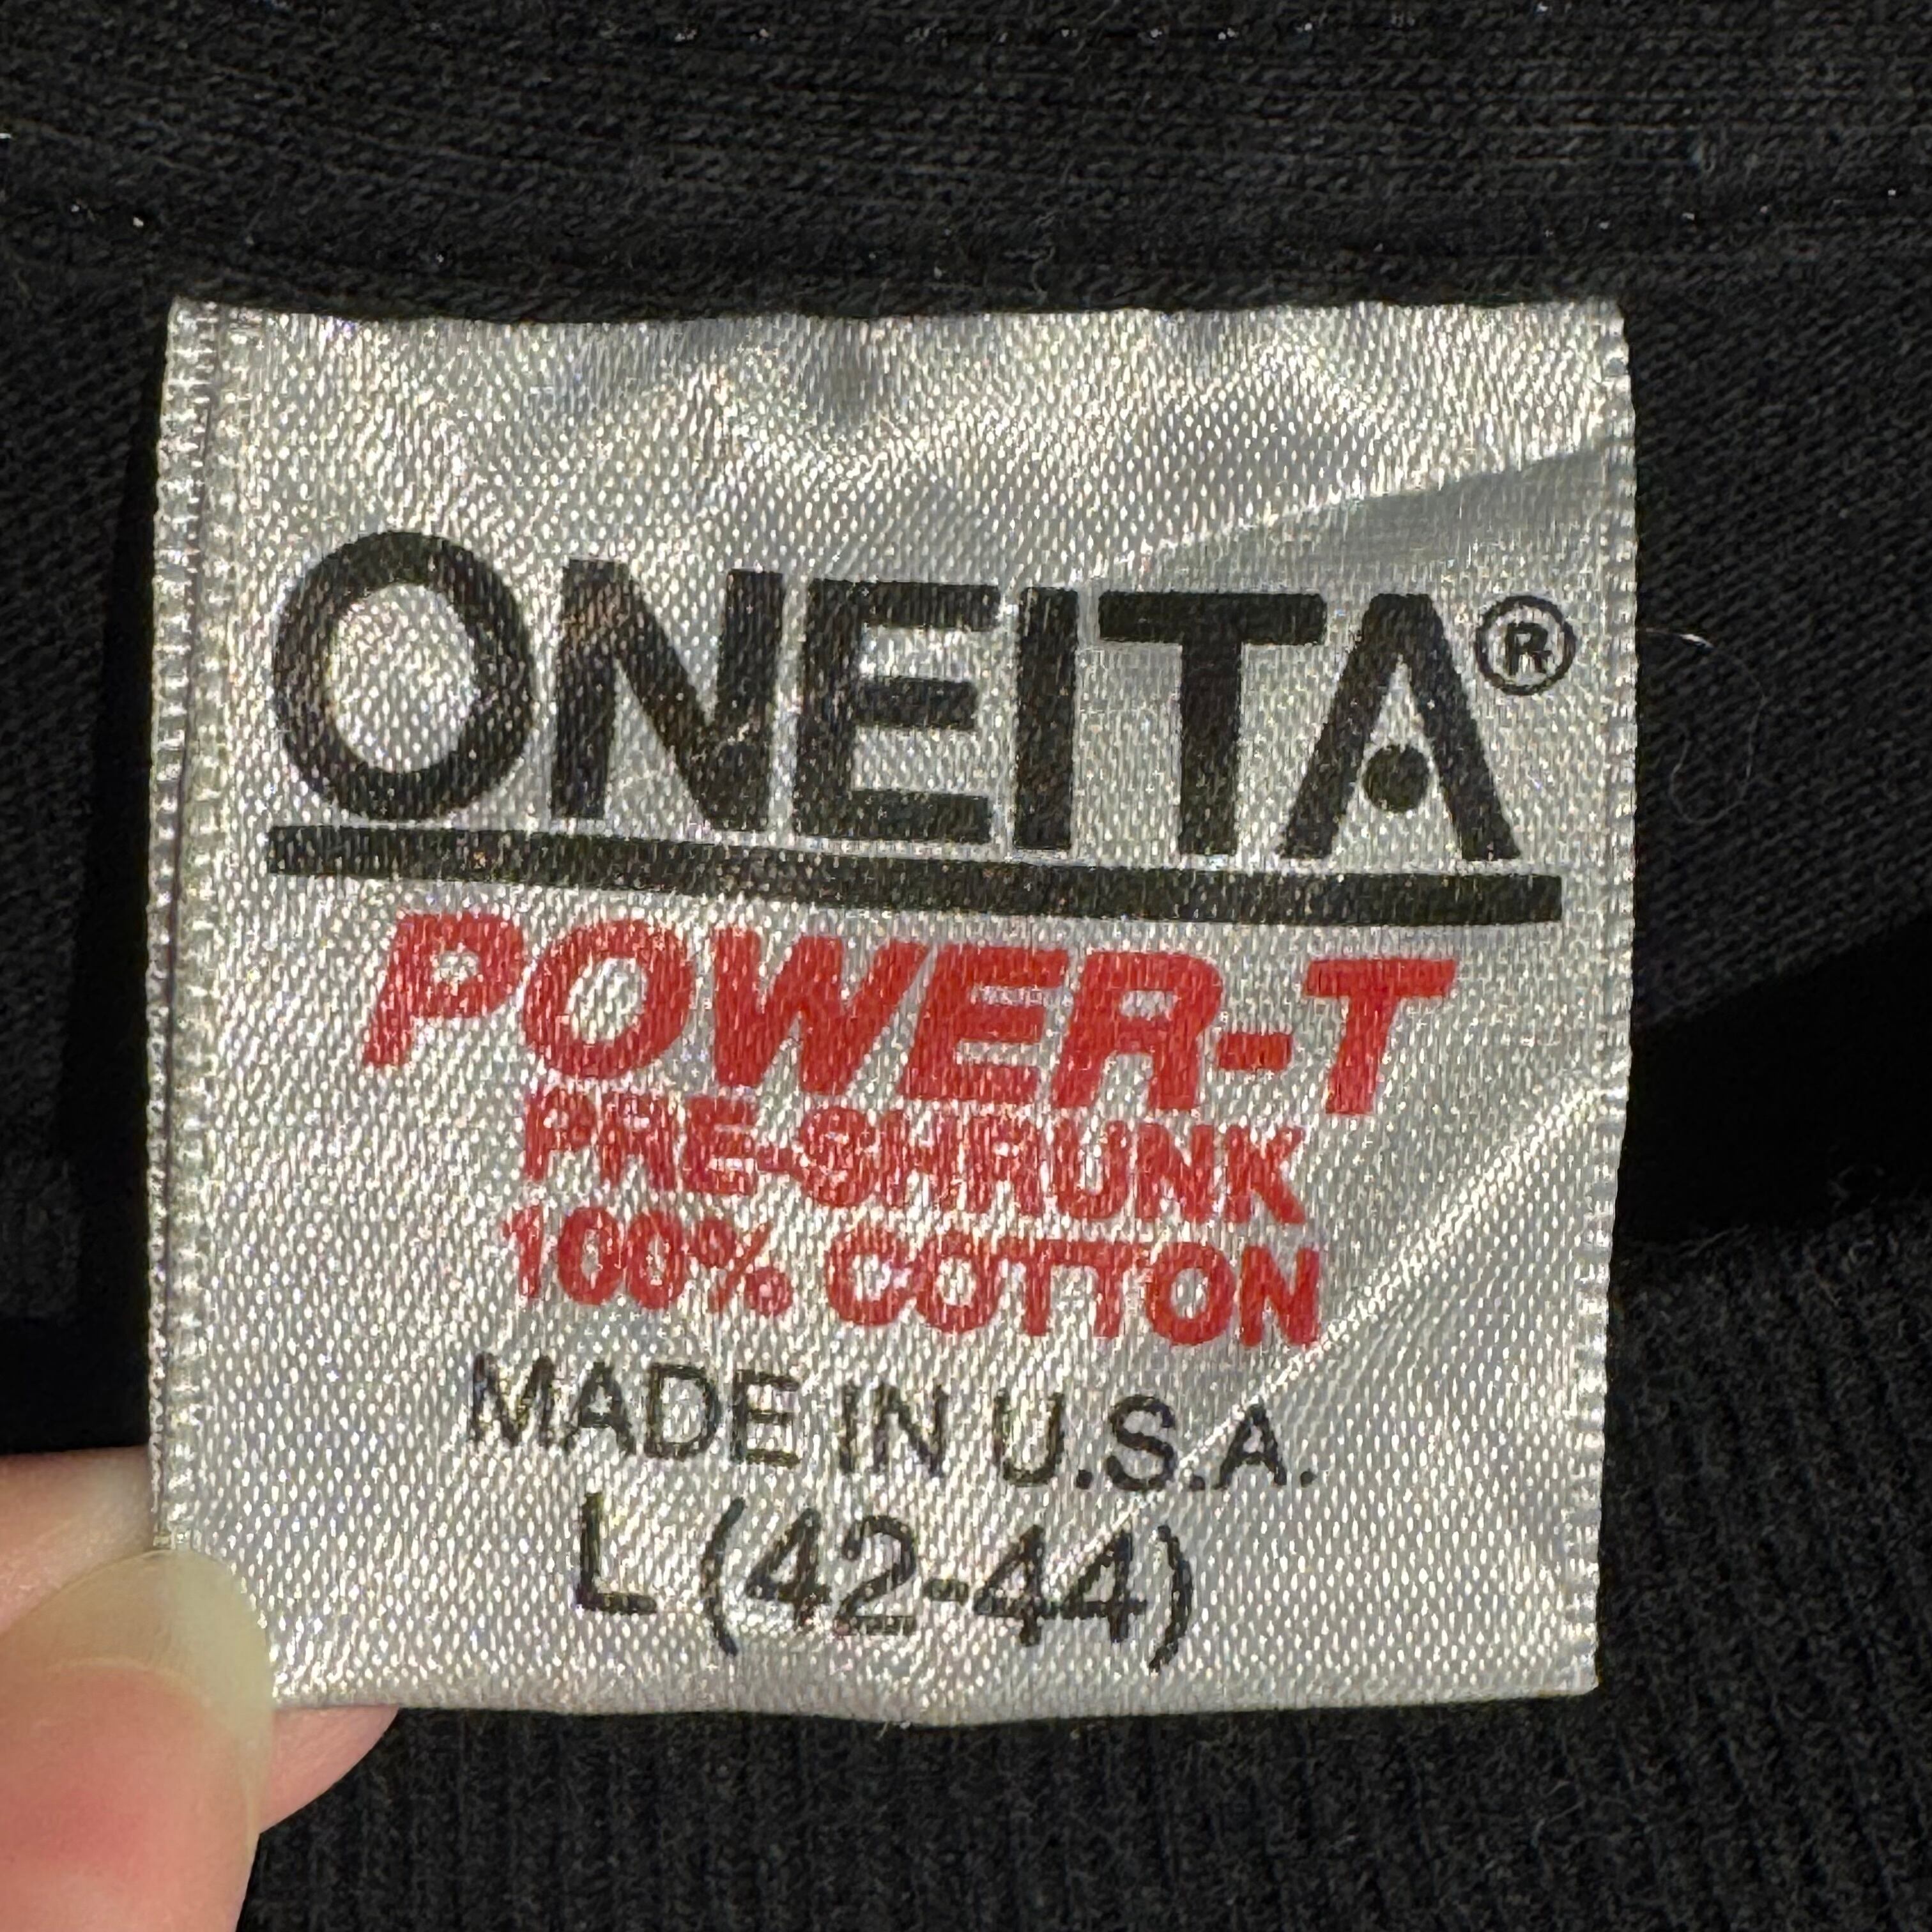 ONEITA®
POWER-T
PRE-SHRUNK
100% COTTON
MADE IN U.S.A.
L (42-44)